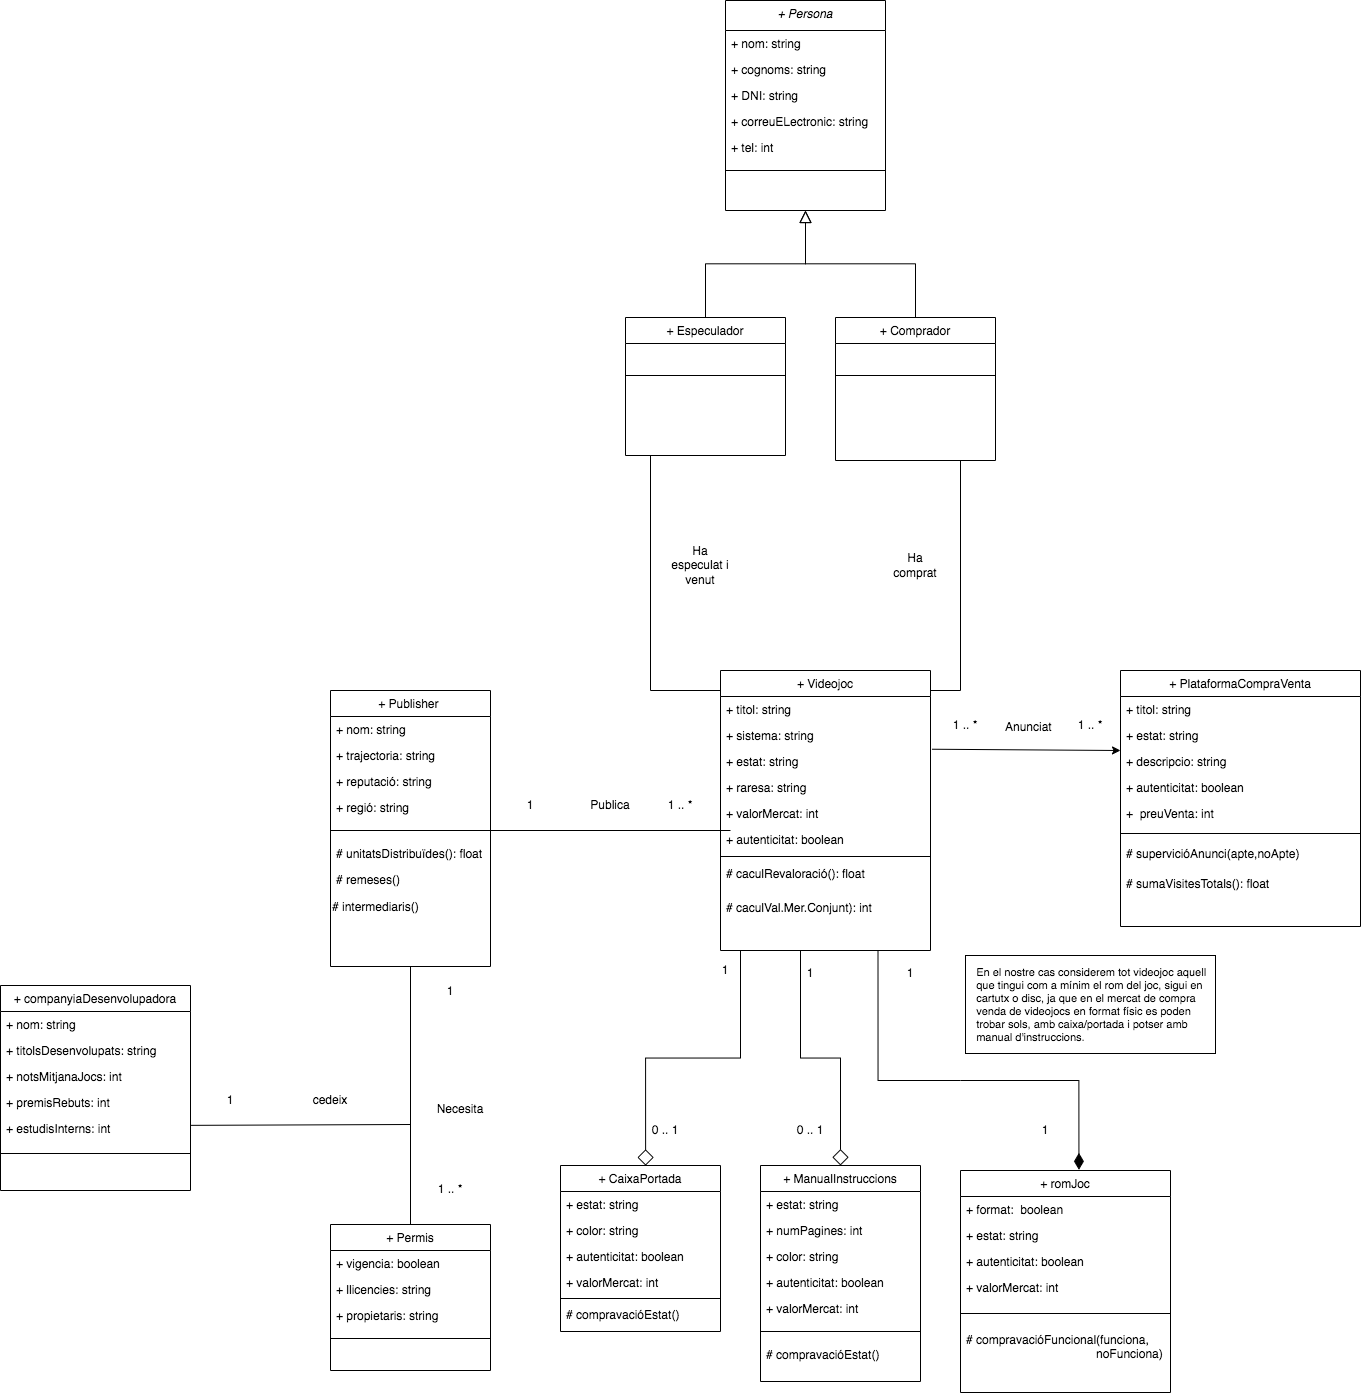 + Persona
+ nom: string
+ cognoms: string
+ DNI: string
+ correuELectronic: string
+ tel: int
+ Especulador
+ Comprador
Ha
especulat i
venut
Ha
comprat
+ Videojoc
+ titol: string
+ sistema: string
+ estat: string
+ raresa: string
+ valorMercat: int
+ autenticitat: boolean
# caculRevaloració(): float
# caculVal.Mer.Conjunt): int
1 .. *
Anunciat
1 .. *
+ PlataformaCompraVenta
+ titol: string
+ estat: string
+ descripcio: string
+ autenticitat: boolean
+  preuVenta: int
# supervicióAnunci(apte,noApte)
# sumaVisitesTotals(): float
+ Publisher
+ nom: string
+ trajectoria: string
+ reputació: string
+ regió: string
# unitatsDistribuïdes(): float
# remeses()
# intermediaris()
1
Publica
1 .. *
1
1
1
En el nostre cas considerem tot videojoc aquell
que tingui com a mínim el rom del joc, sigui en
cartutx o disc, ja que en el mercat de compra
venda de videojocs en format físic es poden
trobar sols, amb caixa/portada i potser amb
manual d'instruccions.
+ companyiaDesenvolupadora
+ nom: string
+ titolsDesenvolupats: string
+ notsMitjanaJocs: int
+ premisRebuts: int
+ estudisInterns: int
1
cedeix
1
Necesita
1 .. *
+ Permis
+ vigencia: boolean
+ llicencies: string
+ propietaris: string
0 .. 1
0 .. 1
1
+ CaixaPortada
+ estat: string
+ color: string
+ autenticitat: boolean
+ valorMercat: int
# compravacióEstat()
+ ManualInstruccions
+ estat: string
+ numPagines: int
+ color: string
+ autenticitat: boolean
+ valorMercat: int
# compravacióEstat()
+ romJoc
+ format:  boolean
+ estat: string
+ autenticitat: boolean
+ valorMercat: int
# compravacióFuncional(funciona,
noFunciona)